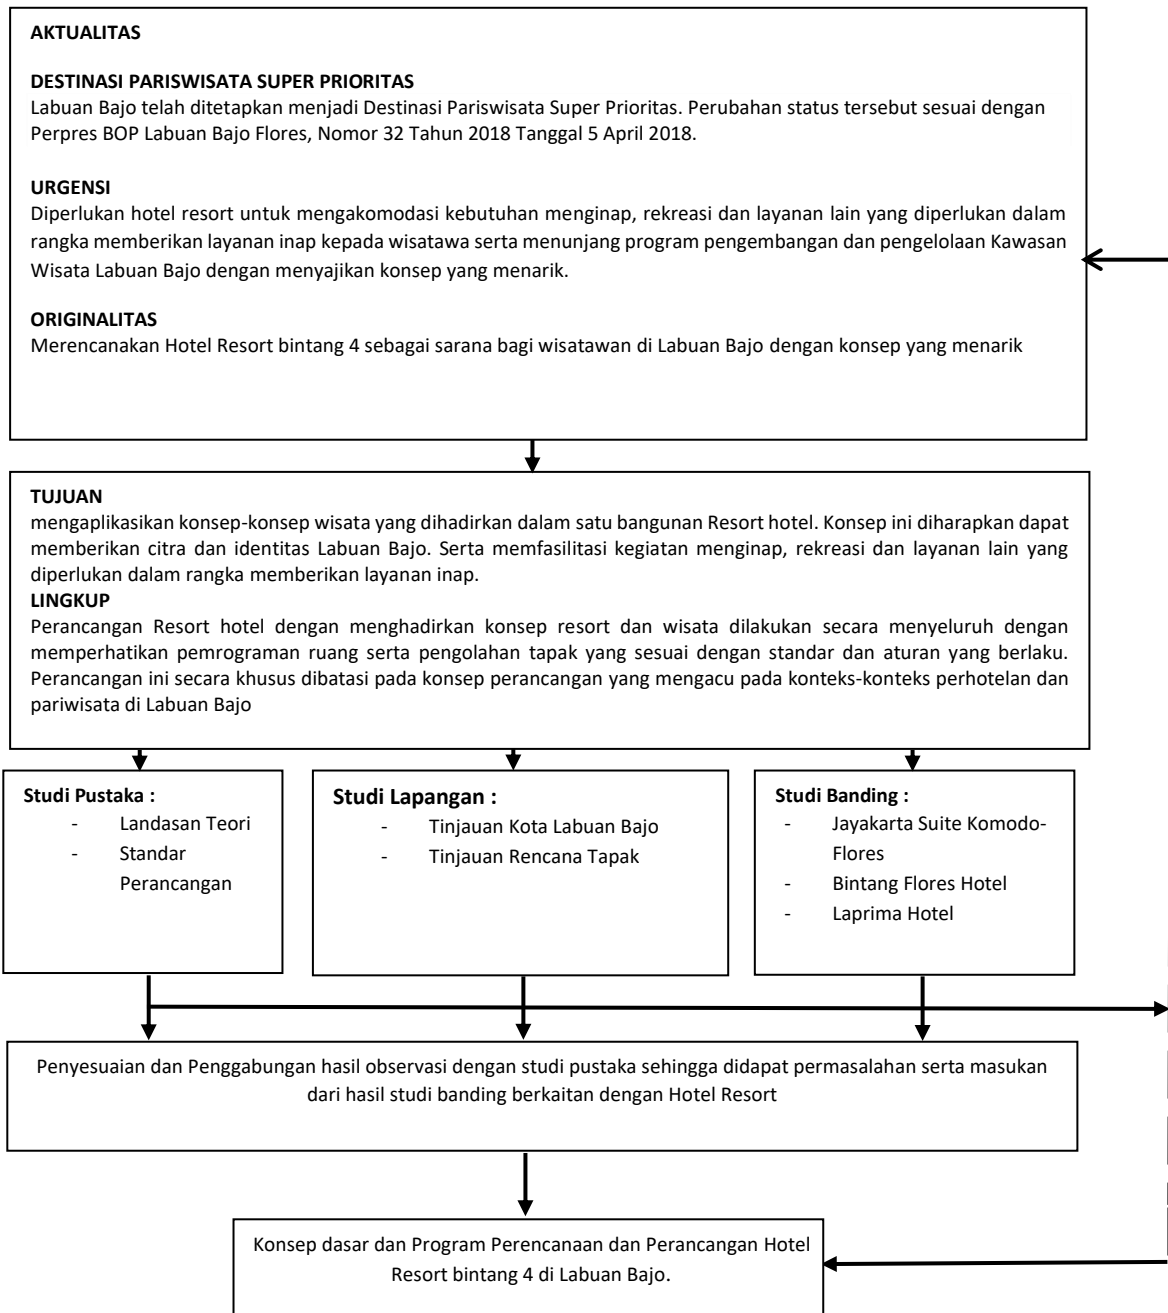 AKTUALITAS
DESTINASI PARISWISATA SUPER PRIORITAS
Labuan Bajo telah ditetapkan menjadi Destinasi Pariswisata Super Prioritas. Perubahan status tersebut sesuai dengan
Perpres BOP Labuan Bajo Flores, Nomor 32 Tahun 2018 Tanggal 5 April 2018.
URGENSI
Diperlukan hotel resort untuk mengakomodasi kebutuhan menginap, rekreasi dan layanan lain yang diperlukan dalam
rangka memberikan layanan inap kepada wisatawa serta menunjang program pengembangan dan pengelolaan Kawasan
Wisata Labuan Bajo dengan menyajikan konsep yang menarik.
ORIGINALITAS
Merencanakan Hotel Resort bintang 4 sebagai sarana bagi wisatawan di Labuan Bajo dengan konsep yang menarik
TUJUAN
mengaplikasikan konsep-konsep wisata yang dihadirkan dalam satu bangunan Resort hotel. Konsep ini diharapkan dapat
memberikan citra dan identitas Labuan Bajo. Serta memfasilitasi kegiatan menginap, rekreasi dan layanan lain yang
diperlukan dalam rangka memberikan layanan inap.
LINGKUP
Perancangan Resort hotel dengan menghadirkan konsep resort dan wisata dilakukan secara menyeluruh dengan
memperhatikan pemrograman ruang serta pengolahan tapak yang sesuai dengan standar dan aturan yang berlaku.
Perancangan ini secara khusus dibatasi pada konsep perancangan yang mengacu pada konteks-konteks perhotelan dan
pariwisata di Labuan Bajo
Studi Pustaka :
- Landasan Teori
- Standar
Perancangan
Studi Lapangan :
- Tinjauan Kota Labuan Bajo
- Tinjauan Rencana Tapak
Studi Banding :
- Jayakarta Suite Komodo-
Flores
- Bintang Flores Hotel
- Laprima Hotel
Penyesuaian dan Penggabungan hasil observasi dengan studi pustaka sehingga didapat permasalahan serta masukan
dari hasil studi banding berkaitan dengan Hotel Resort
Konsep dasar dan Program Perencanaan dan Perancangan Hotel
Resort bintang 4 di Labuan Bajo.